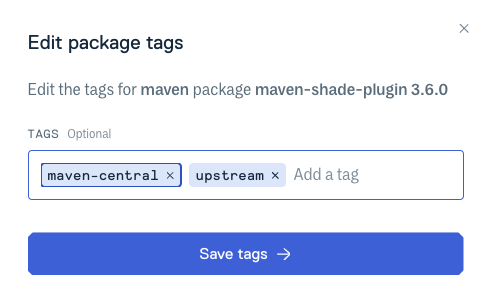 Edit package tags
Edit the tags for maven package maven-shade-plugin 3.6.0
TAGS Optional
maven-central × upstream × Add a tag
Save tags →